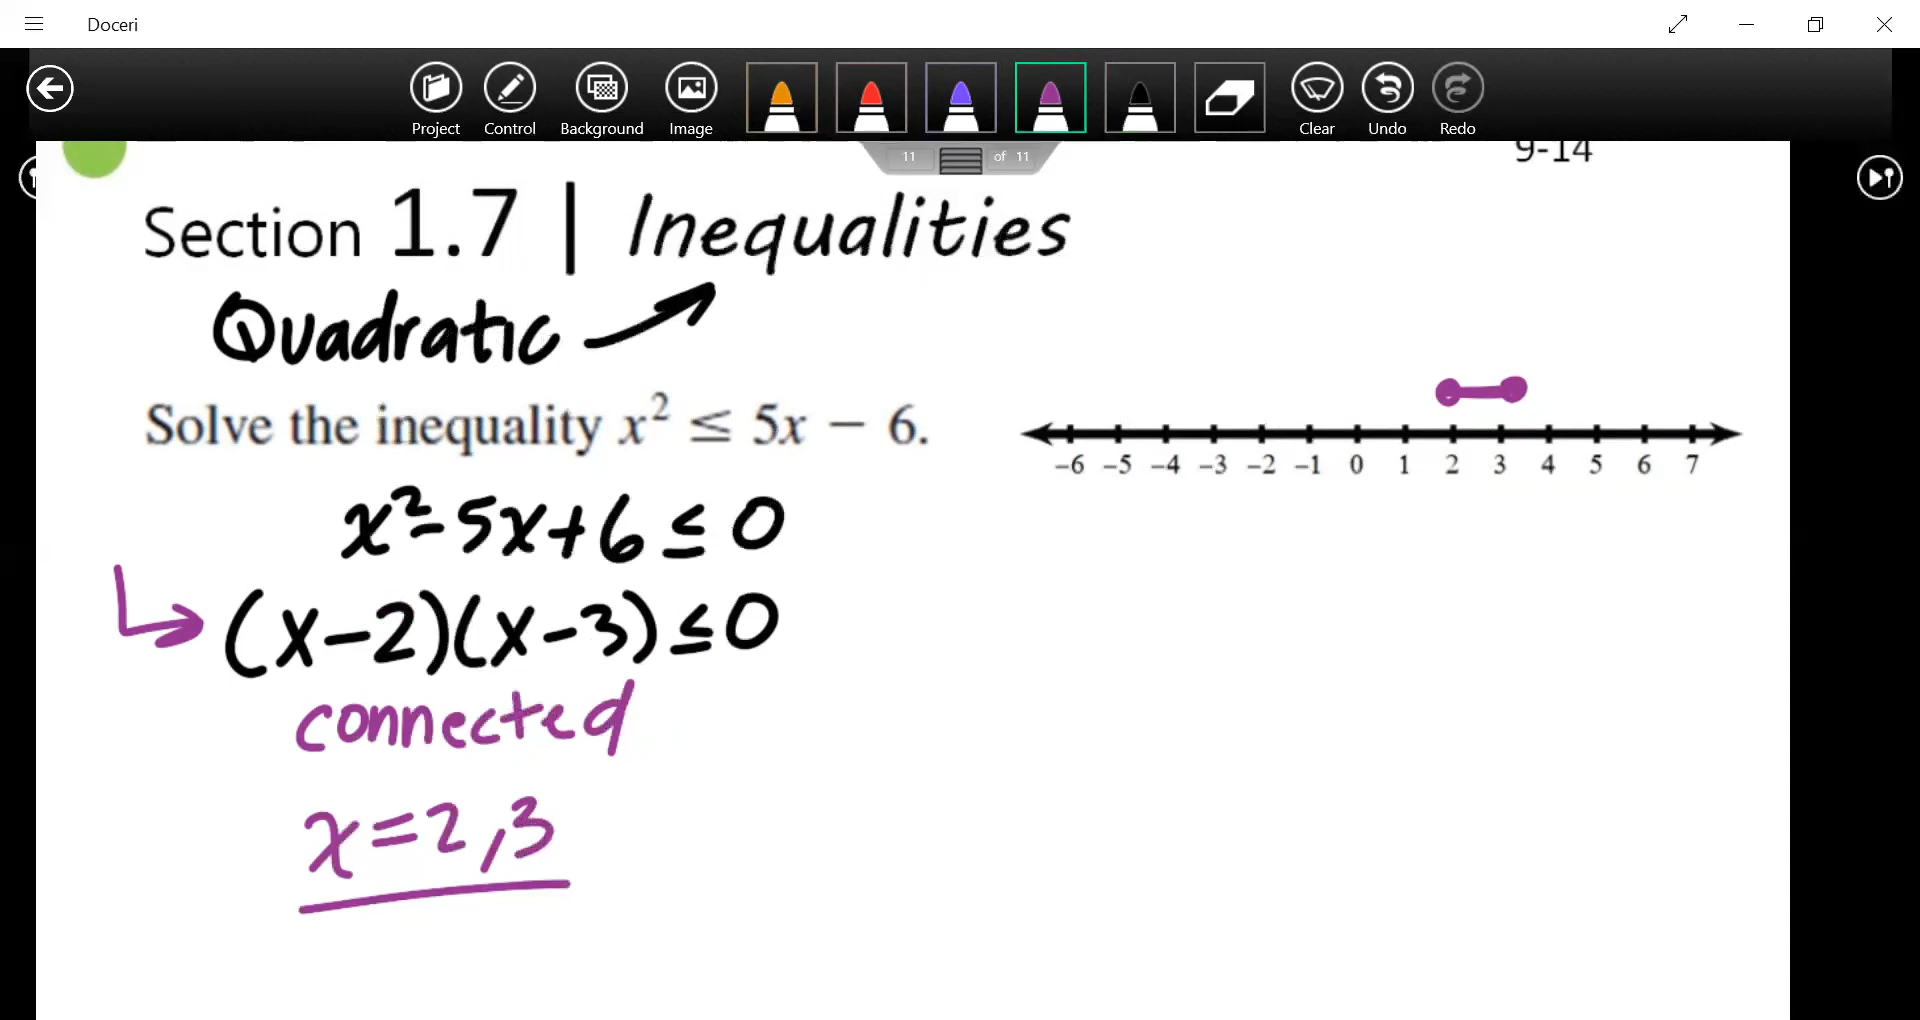 Doceri
Project Control Background Image Clear Undo Redo
11 of 11
9-14
Section 1.7 | Inequalities
Quadratic
Solve the inequality x² ≤ 5x − 6.
-6 -5 -4 -3 -2 -1 0 1 2 3 4 5 6 7
x²-5x+6≤0
(x-2)(x-3)≤0
connected
x=2,3